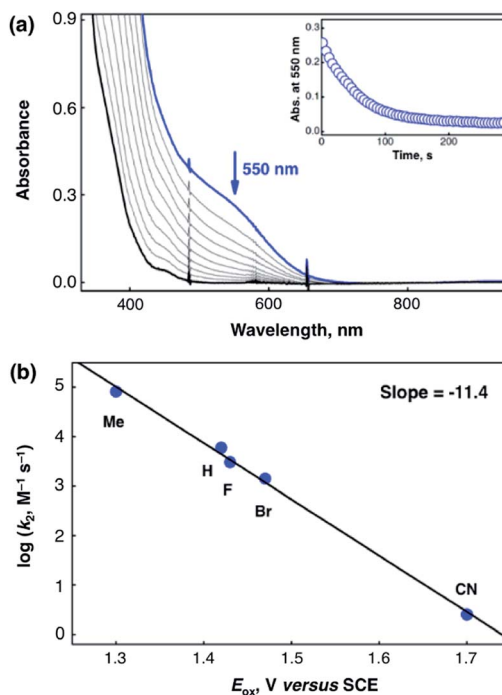 (a)
0.9
0.6
0.3
0.0
Absorbance
550 nm
400
600
800
Wavelength, nm
Abs. at 550 nm
0.3
0.2
0.1
0.0
0
100
200
Time, s
(b)
Slope = -11.4
5
4
3
2
1
0
log (k₂, M⁻¹ s⁻¹)
Me
H
F
Br
CN
1.3
1.4
1.5
1.6
1.7
Eox, V versus SCE